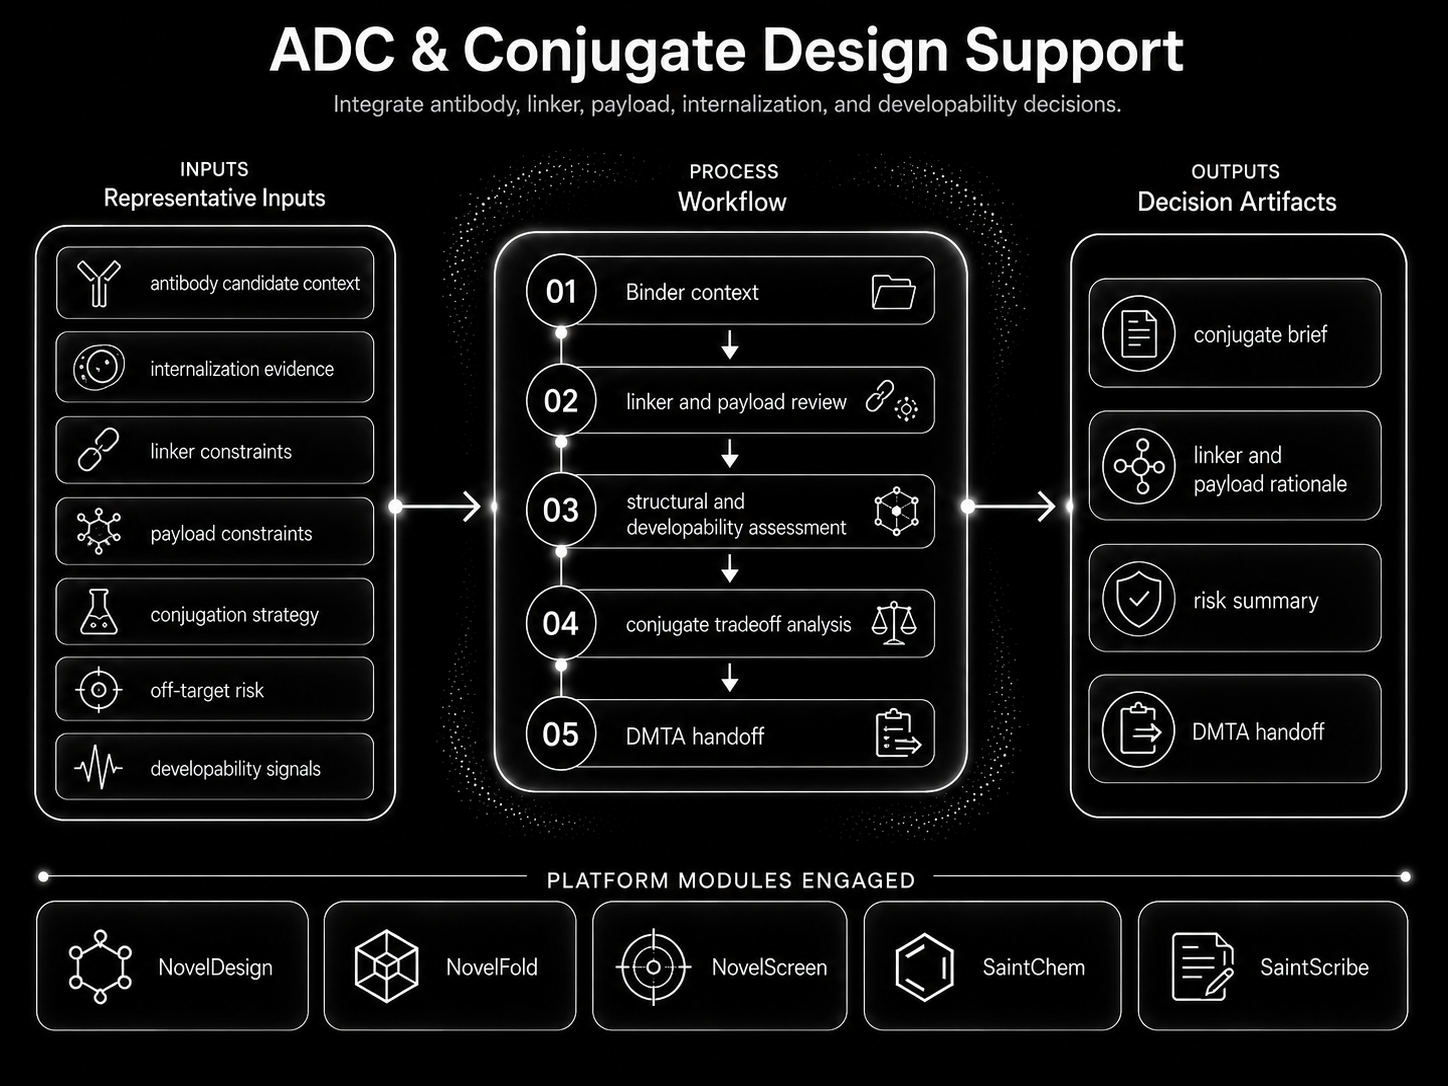 ADC & Conjugate Design Support
Integrate antibody, linker, payload, internalization, and developability decisions.
INPUTS
Representative Inputs
antibody candidate context
internalization evidence
linker constraints
payload constraints
conjugation strategy
off-target risk
developability signals
PROCESS
Workflow
01
Binder context
02
linker and payload review
03
structural and
developability assessment
04
conjugate tradeoff analysis
05
DMTA handoff
OUTPUTS
Decision Artifacts
conjugate brief
linker and
payload rationale
risk summary
DMTA handoff
PLATFORM MODULES ENGAGED
NovelDesign
NovelFold
NovelScreen
SaintChem
SaintScribe